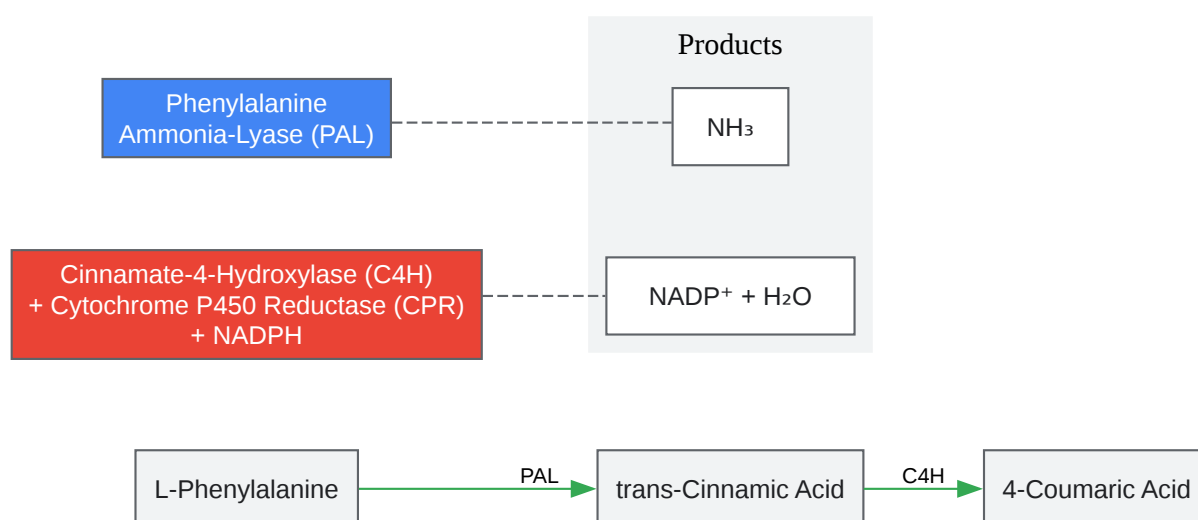 Products
Phenylalanine
Ammonia-Lyase (PAL)
NH₃
Cinnamate-4-Hydroxylase (C4H)
+ Cytochrome P450 Reductase (CPR)
+ NADPH
NADP⁺ + H₂O
L-Phenylalanine
PAL
trans-Cinnamic Acid
C4H
4-Coumaric Acid